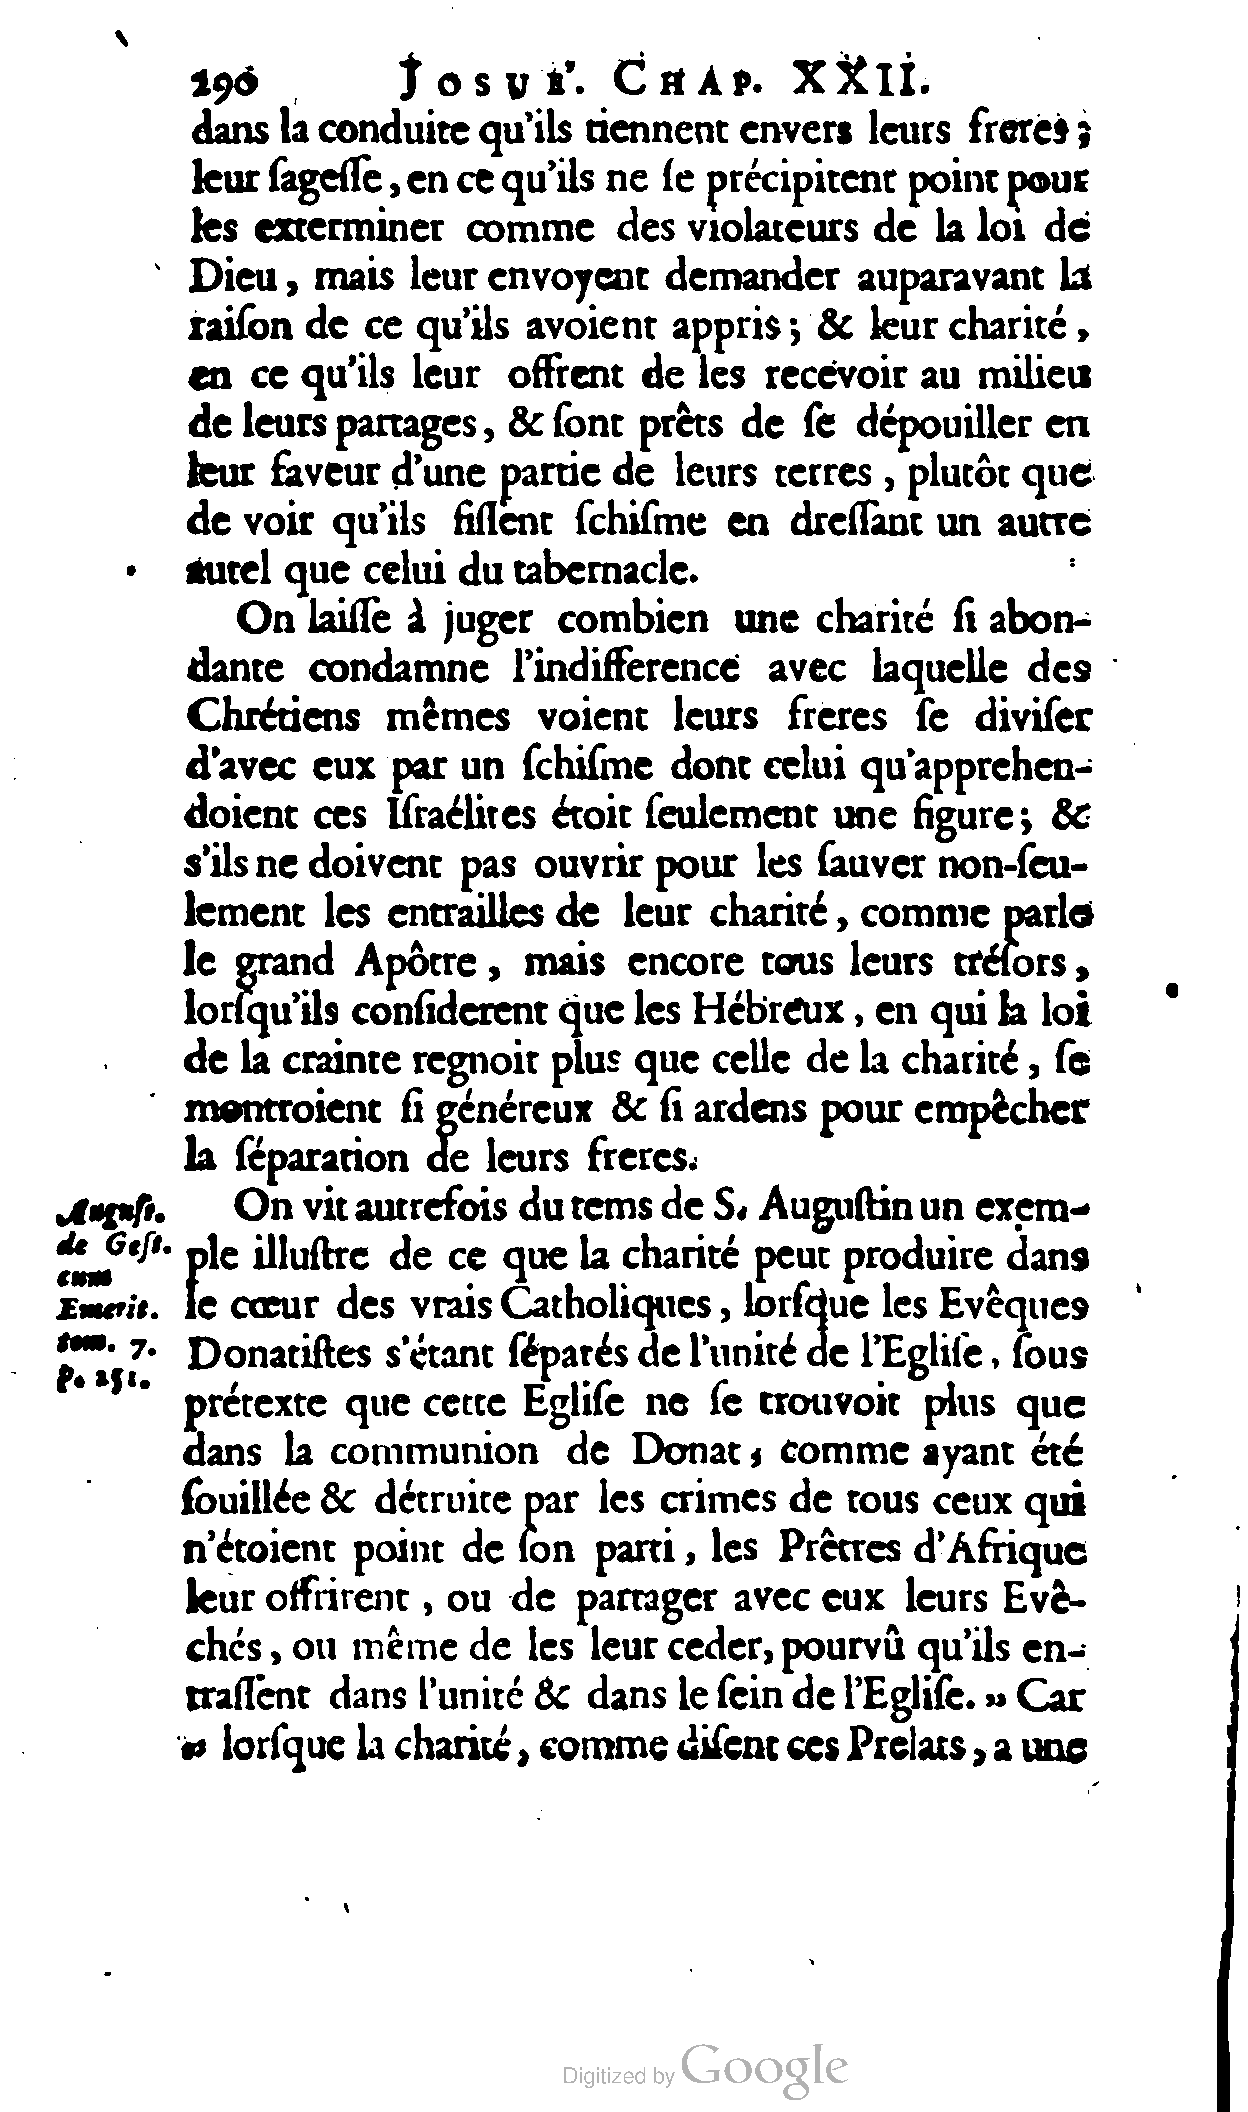 290 JOSUÉ. CHAP. XXII.
dans la conduite qu'ils tiennent envers leurs freres;
leur ſageſſe, en ce qu'ils ne ſe précipitent point pour
les exterminer comme des violateurs de la loi de
Dieu, mais leur envoyent demander auparavant la
raiſon de ce qu'ils avoient appris; & leur charité,
en ce qu'ils leur offrent de les recevoir au milieu
de leurs partages, & ſont prêts de ſe dépouiller en
leur faveur d'une partie de leurs terres, plutôt que
de voir qu'ils fiſſent ſchiſme en dreſſant un autre
autel que celui du tabernacle.
On laiſſe à juger combien une charité ſi abon-
dante condamne l'indifference avec laquelle des
Chrétiens mêmes voient leurs freres ſe diviſer
d'avec eux par un ſchiſme dont celui qu'apprehen-
doient ces Iſraélites étoit ſeulement une figure; &
s'ils ne doivent pas ouvrir pour les ſauver non-ſeu-
lement les entrailles de leur charité, comme parle
le grand Apôtre, mais encore tous leurs tréſors,
lorſqu'ils conſiderent que les Hébreux, en qui la loi
de la crainte regnoit plus que celle de la charité, ſe
montroient ſi généreux & ſi ardens pour empêcher
la ſéparation de leurs freres.
On vit autrefois du tems de S. Auguſtin un exem-
ple illuſtre de ce que la charité peut produire dans
le cœur des vrais Catholiques, lorſque les Evêques
Donatiſtes s'étant ſéparés de l'unité de l'Egliſe, ſous
prétexte que cette Egliſe ne ſe trouvoit plus que
dans la communion de Donat, comme ayant été
ſouillée & détruite par les crimes de tous ceux qui
n'étoient point de ſon parti, les Prêtres d'Afrique
leur offrirent, ou de partager avec eux leurs Evê-
chés, ou même de les leur ceder, pourvû qu'ils en-
traſſent dans l'unité & dans le ſein de l'Egliſe. » Car
» lorſque la charité, comme diſent ces Prelats, a une
Auguſt.
de Geſt.
cum
Emerit.
tom. 7.
p. 251.
Digitized by Google